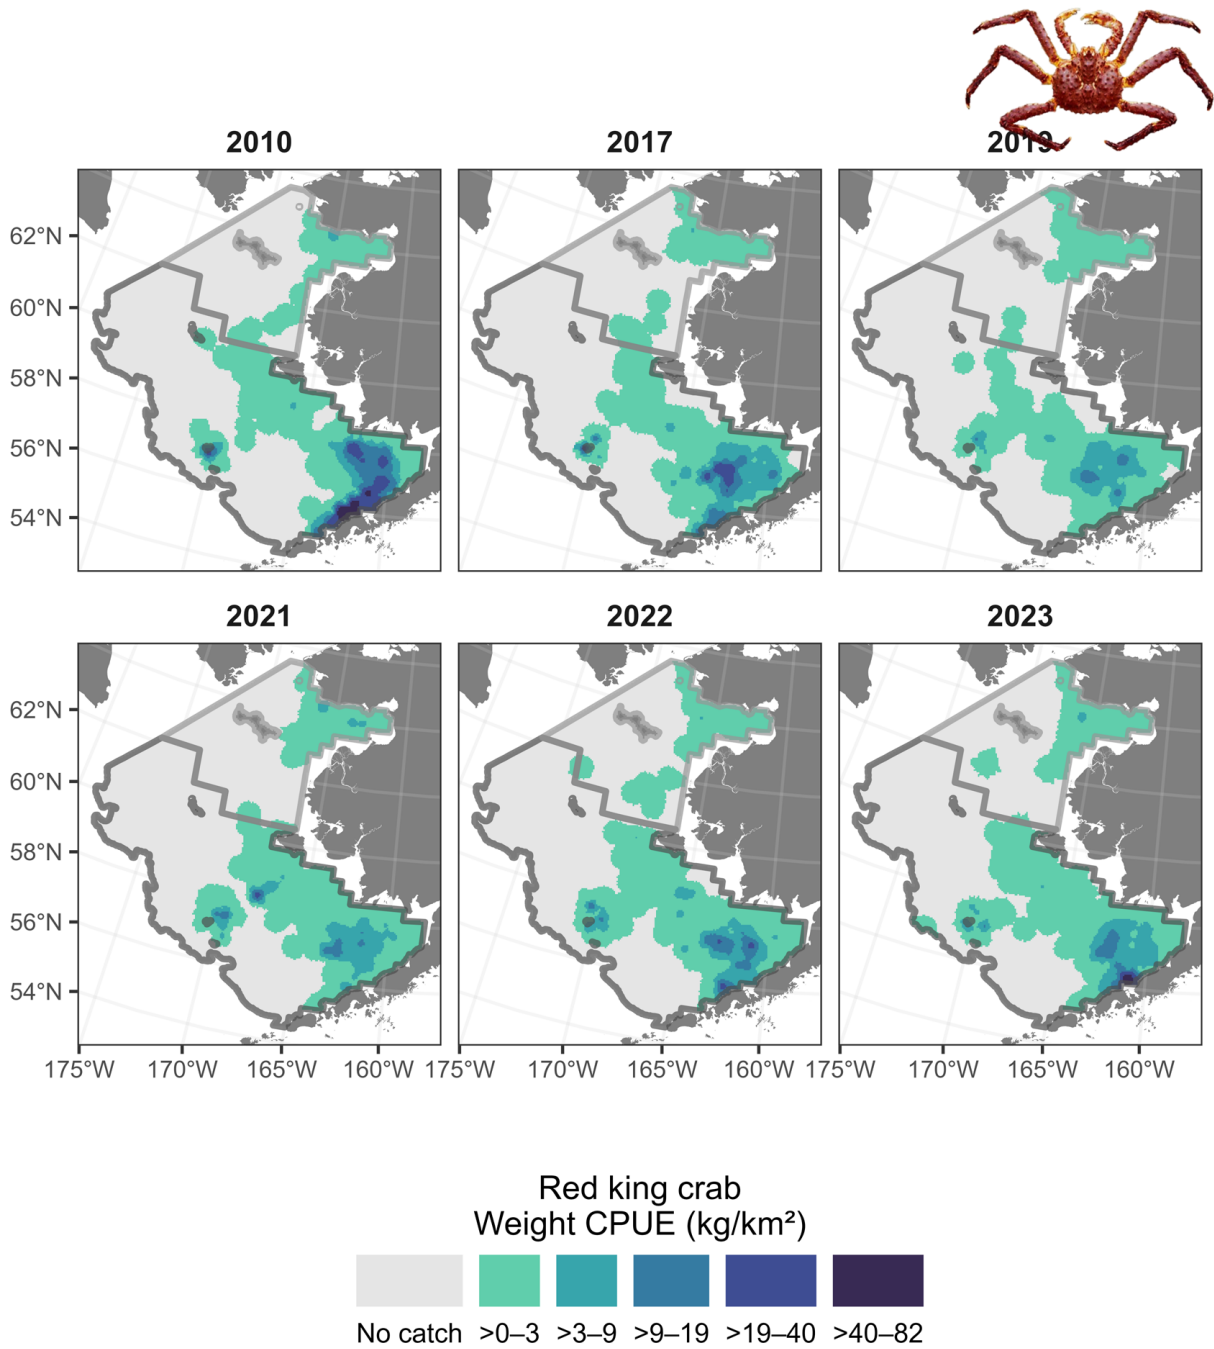 2010 2017 2019
62°N
60°N
58°N
56°N
54°N
2021 2022 2023
62°N
60°N
58°N
56°N
54°N
175°W 170°W 165°W 160°W 175°W 170°W 165°W 160°W 175°W 170°W 165°W 160°W
Red king crab
Weight CPUE (kg/km²)
No catch >0–3 >3–9 >9–19 >19–40 >40–82